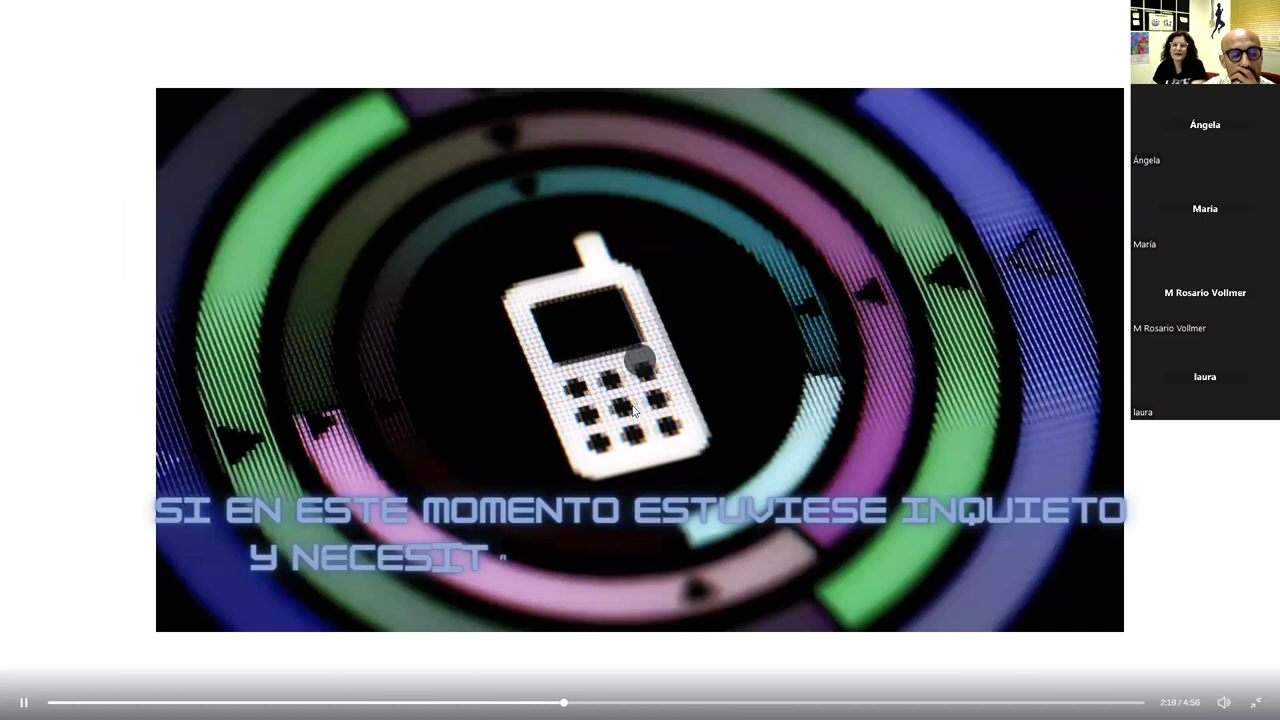 SI EN ESTE MOMENTO ESTUVIESE INQUIETO
Y NECESITA
Ángela
Ángela
María
María
M Rosario Vollmer
M Rosario Vollmer
laura
laura
2:19 / 4:56